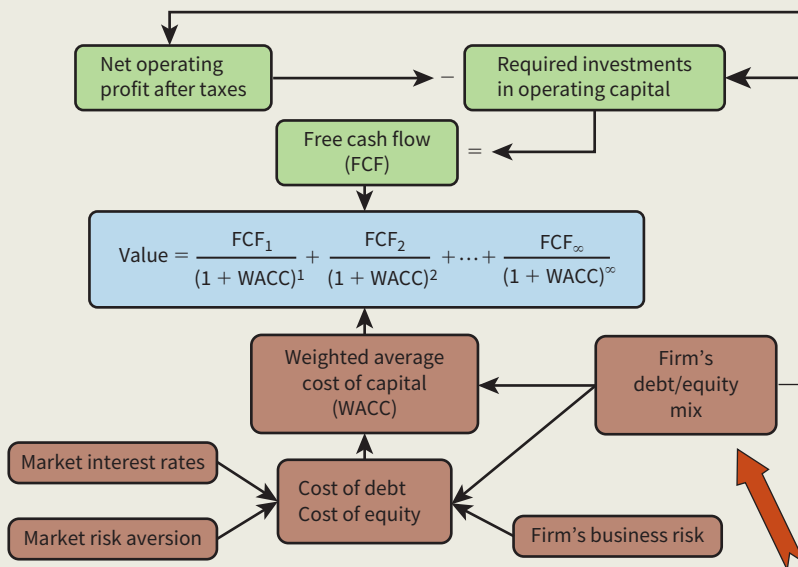 Net operating
profit after taxes
−
Required investments
in operating capital
Free cash flow
(FCF)
=
Value = FCF₁/(1 + WACC)¹ + FCF₂/(1 + WACC)² + ... + FCF∞/(1 + WACC)∞
Weighted average
cost of capital
(WACC)
Firm’s
debt/equity
mix
Market interest rates
Cost of debt
Cost of equity
Market risk aversion
Firm’s business risk